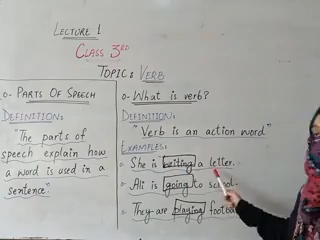 LECTURE 1
CLASS 3RD
TOPIC: VERB
o- PARTS OF SPEECH
DEFINITION:
"The parts of
speech explain how
a word is used in a
sentence."
o- What is verb?
DEFINITION:
"Verb is an action word"
EXAMPLES:
o- She is writing a letter.
o- Ali is going to school.
o- They are playing